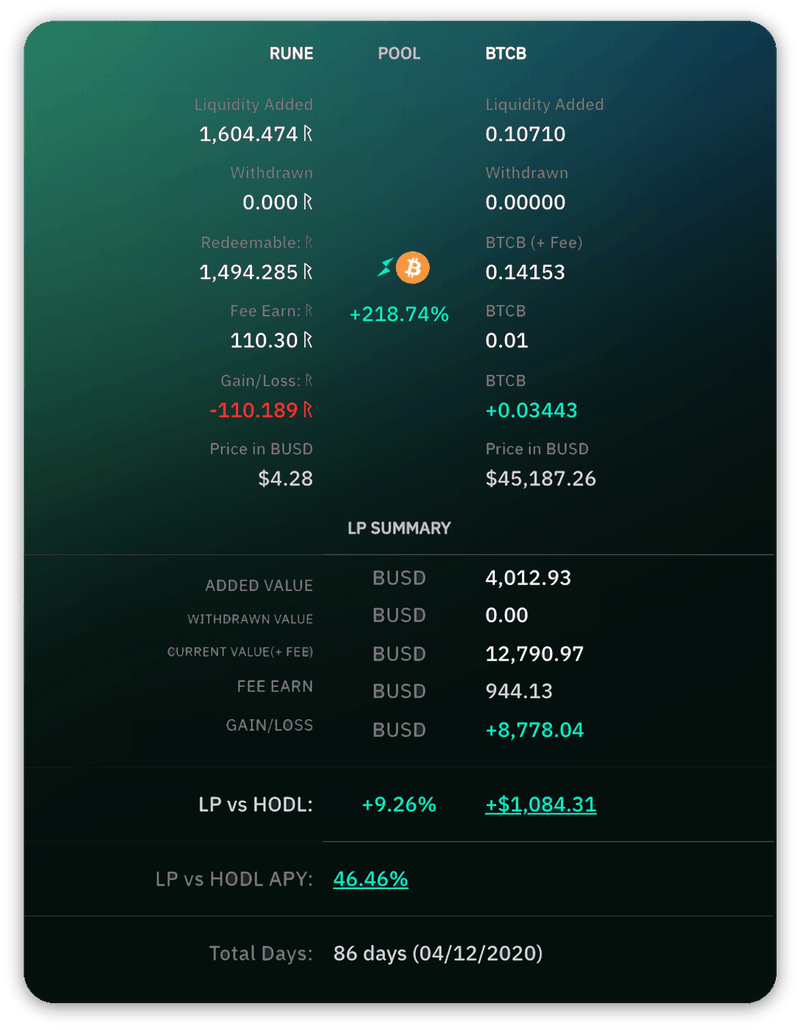 RUNE POOL BTCB
Liquidity Added Liquidity Added
1,604.474 ᚱ 0.10710
Withdrawn Withdrawn
0.000 ᚱ 0.00000
Redeemable: ᚱ BTCB (+ Fee)
1,494.285 ᚱ 0.14153
Fee Earn: ᚱ +218.74% BTCB
110.30 ᚱ 0.01
Gain/Loss: ᚱ BTCB
-110.189 ᚱ +0.03443
Price in BUSD Price in BUSD
$4.28 $45,187.26
LP SUMMARY
ADDED VALUE BUSD 4,012.93
WITHDRAWN VALUE BUSD 0.00
CURRENT VALUE(+ FEE) BUSD 12,790.97
FEE EARN BUSD 944.13
GAIN/LOSS BUSD +8,778.04
LP vs HODL: +9.26% +$1,084.31
LP vs HODL APY: 46.46%
Total Days: 86 days (04/12/2020)